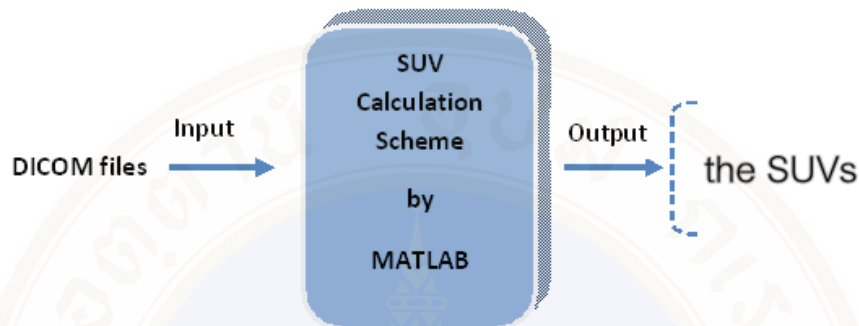 DICOM files
Input
SUV
Calculation
Scheme
by
MATLAB
Output
the SUVs